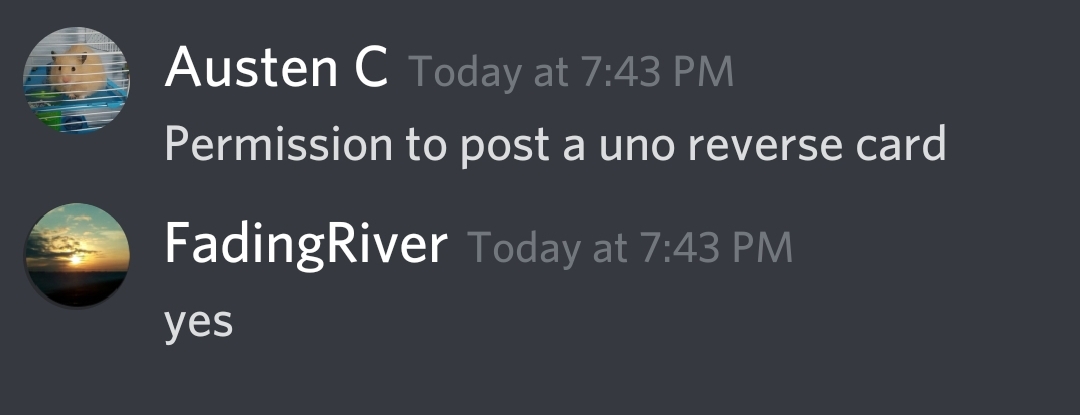 Austen C Today at 7:43 PM
Permission to post a uno reverse card
FadingRiver Today at 7:43 PM
yes